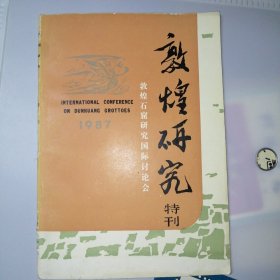 敦煌研究
特刊
敦煌石窟研究国际讨论会
INTERNATIONAL CONFERENCE
ON DUNHUANG GROTTOES
1987